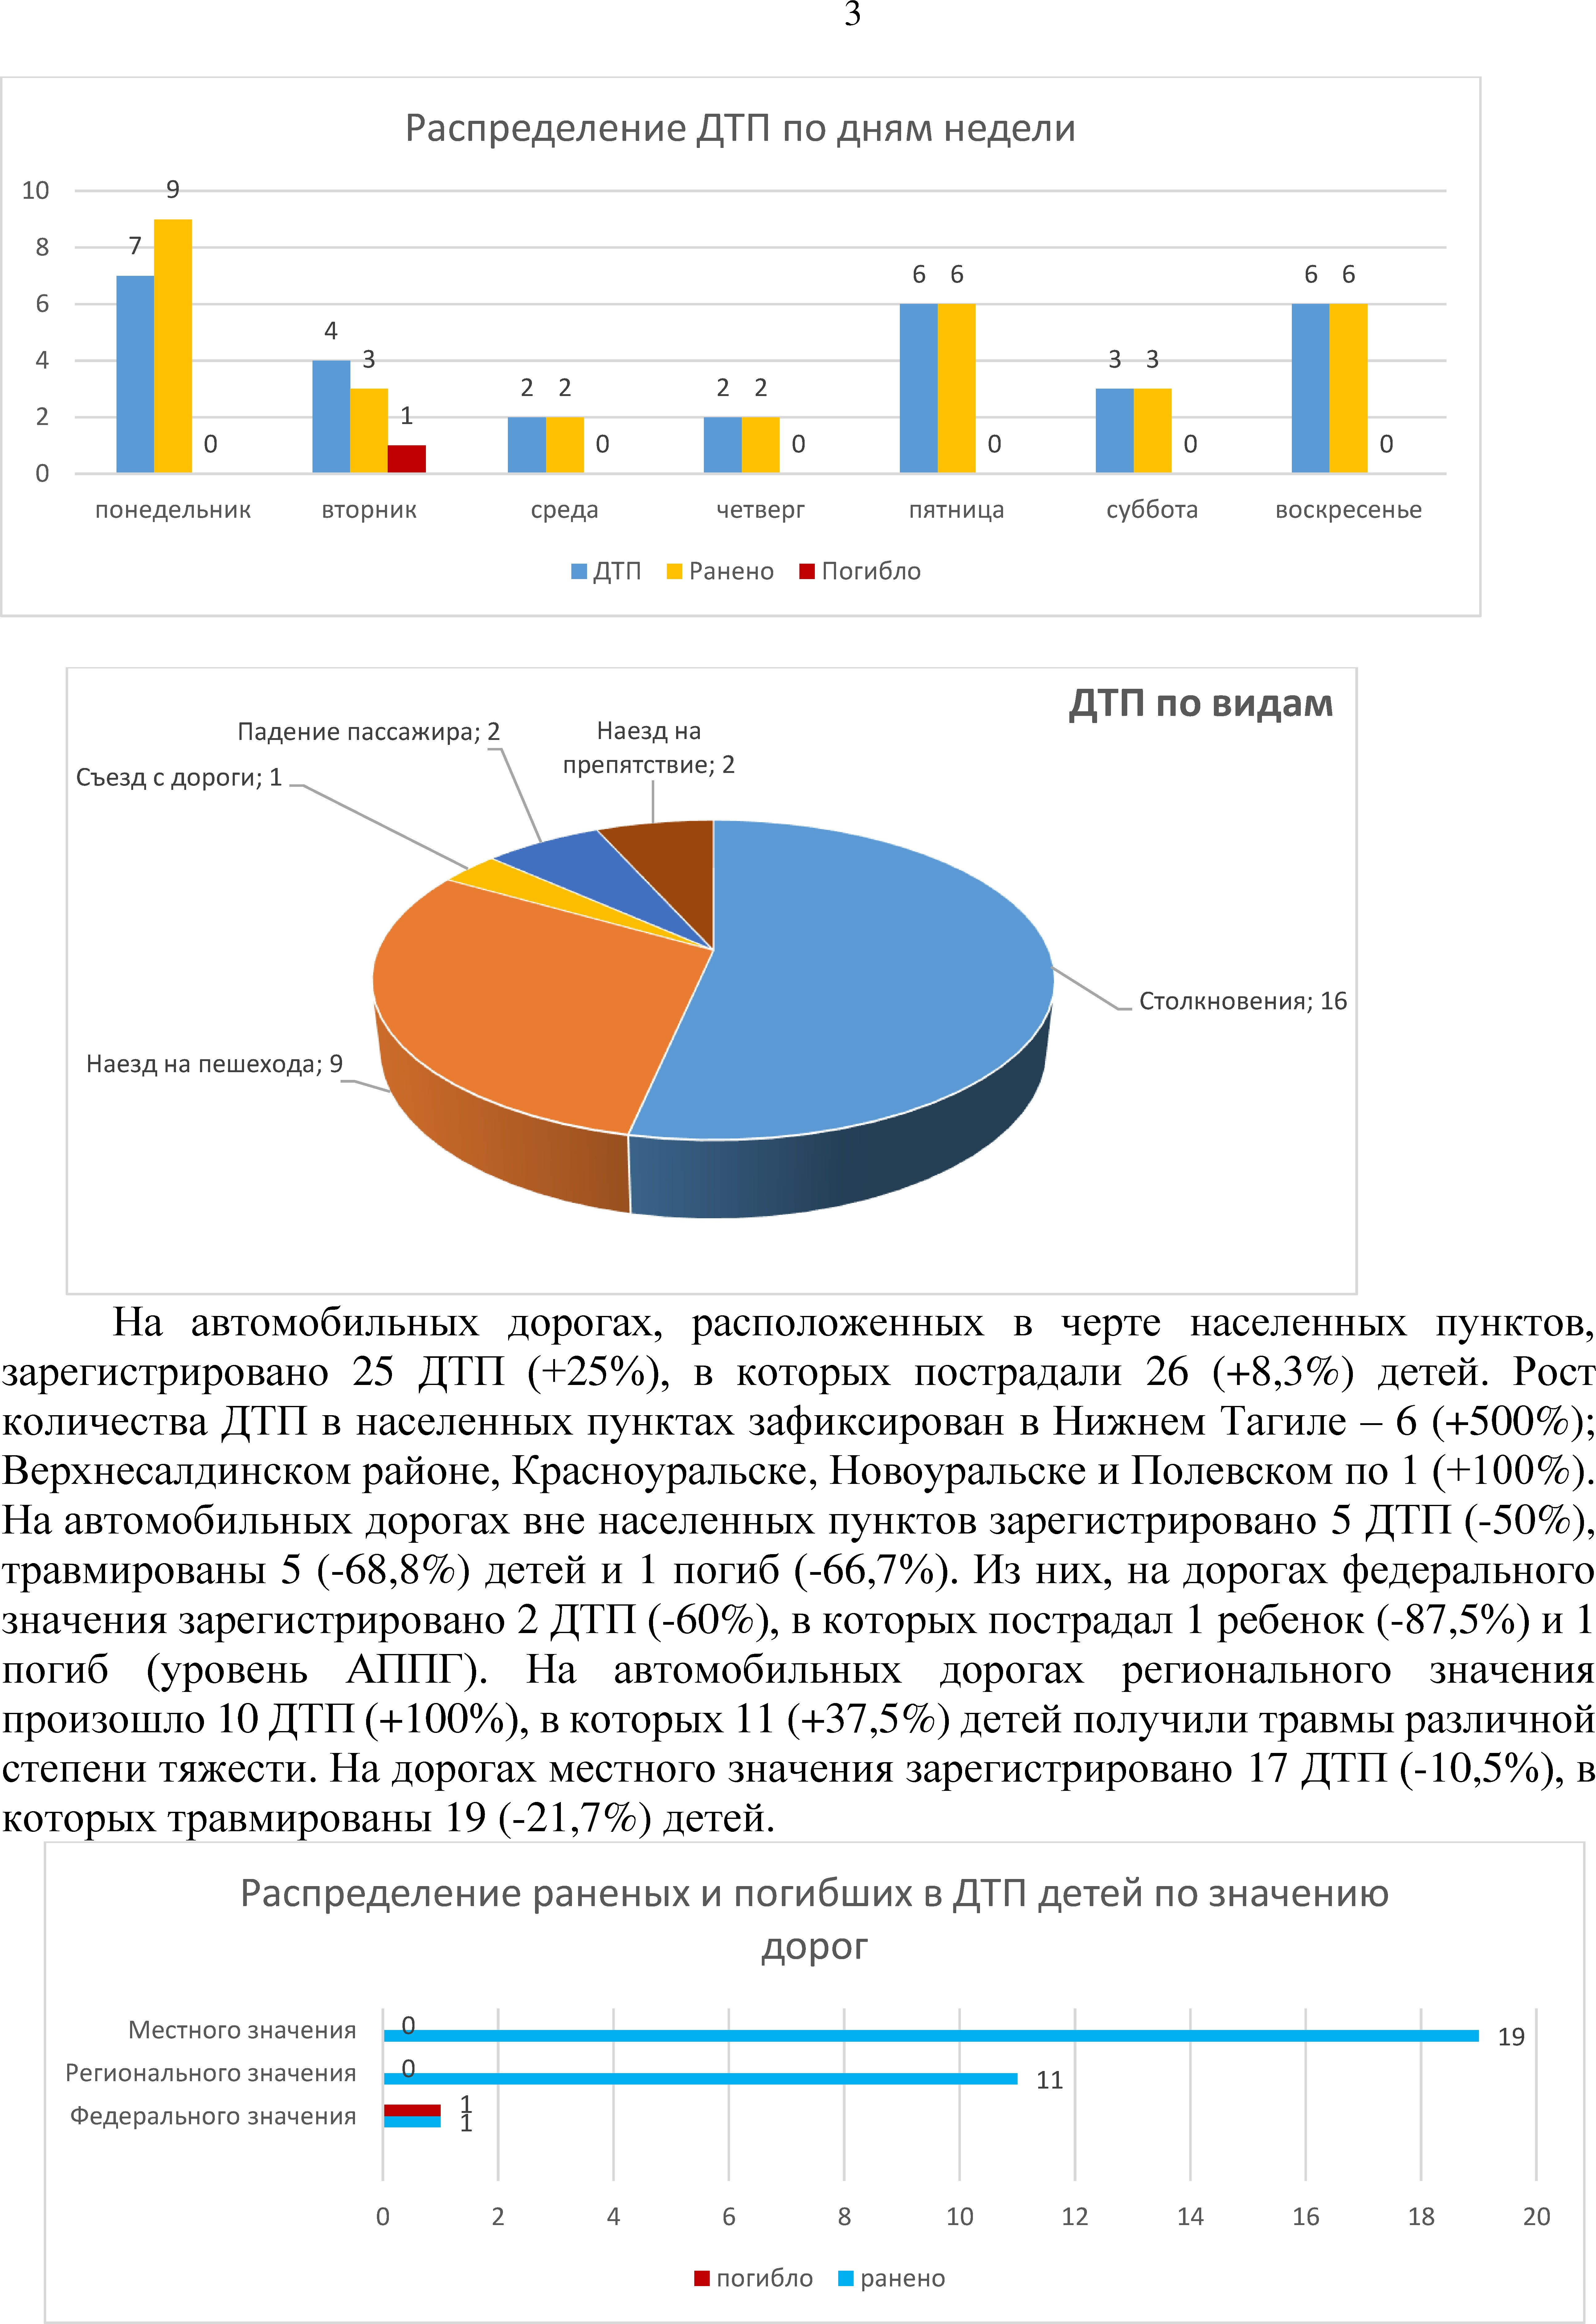 3
Распределение ДТП по дням недели
10
8
6
4
2
0
7 9 0
4 3 1
2 2 0
2 2 0
6 6 0
3 3 0
6 6 0
понедельник вторник среда четверг пятница суббота воскресенье
ДТП Ранено Погибло
ДТП по видам
Падение пассажира; 2
Наезд на
препятствие; 2
Съезд с дороги; 1
Столкновения; 16
Наезд на пешехода; 9
На автомобильных дорогах, расположенных в черте населенных пунктов,
зарегистрировано 25 ДТП (+25%), в которых пострадали 26 (+8,3%) детей. Рост
количества ДТП в населенных пунктах зафиксирован в Нижнем Тагиле – 6 (+500%);
Верхнесалдинском районе, Красноуральске, Новоуральске и Полевском по 1 (+100%).
На автомобильных дорогах вне населенных пунктов зарегистрировано 5 ДТП (-50%),
травмированы 5 (-68,8%) детей и 1 погиб (-66,7%). Из них, на дорогах федерального
значения зарегистрировано 2 ДТП (-60%), в которых пострадал 1 ребенок (-87,5%) и 1
погиб (уровень АППГ). На автомобильных дорогах регионального значения
произошло 10 ДТП (+100%), в которых 11 (+37,5%) детей получили травмы различной
степени тяжести. На дорогах местного значения зарегистрировано 17 ДТП (-10,5%), в
которых травмированы 19 (-21,7%) детей.
Распределение раненых и погибших в ДТП детей по значению
дорог
Местного значения 0 19
Регионального значения 0 11
Федерального значения 1 1
0 2 4 6 8 10 12 14 16 18 20
погибло ранено